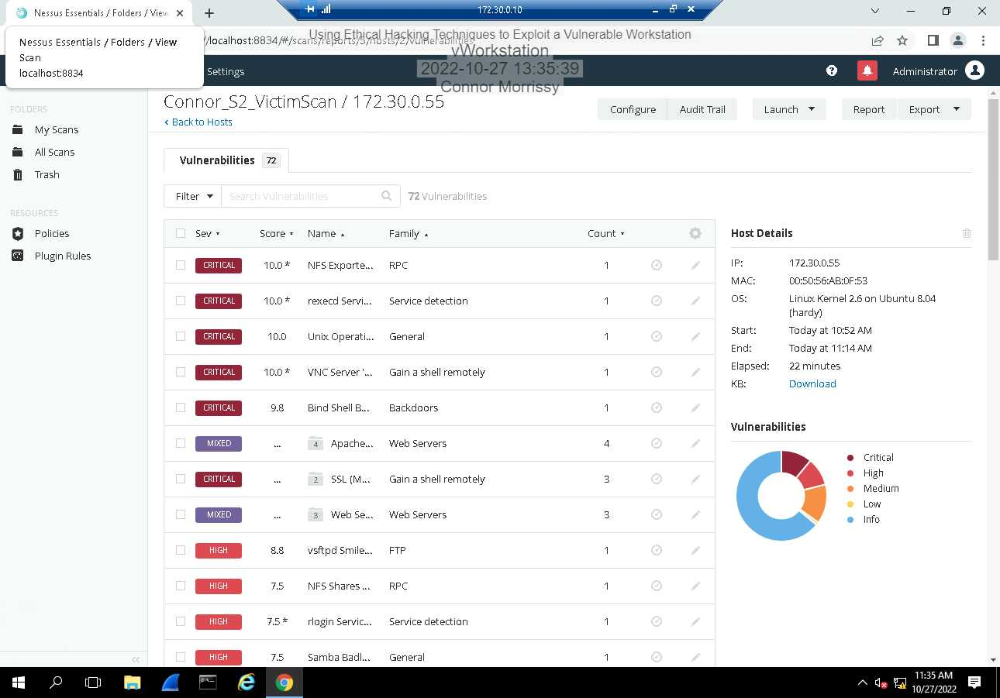 Nessus Essentials / Folders / View
172.30.0.10
Nessus Essentials / Folders / View
Scan
localhost:8834
//localhost:8834/#/scans/reports/5/hosts/2/vulnerabilities
Using Ethical Hacking Techniques to Exploit a Vulnerable Workstation
vWorkstation
2022-10-27 13:35:39
Connor Morrissy
Settings
Administrator
FOLDERS
My Scans
All Scans
Trash
RESOURCES
Policies
Plugin Rules
Connor_S2_VictimScan / 172.30.0.55
< Back to Hosts
Configure Audit Trail Launch Report Export
Vulnerabilities 72
Filter Search Vulnerabilities 72 Vulnerabilities
Sev Score Name Family Count
CRITICAL 10.0 * NFS Exporte... RPC 1
CRITICAL 10.0 * rexecd Servi... Service detection 1
CRITICAL 10.0 Unix Operati... General 1
CRITICAL 10.0 * VNC Server '... Gain a shell remotely 1
CRITICAL 9.8 Bind Shell B... Backdoors 1
MIXED ... 4 Apache... Web Servers 4
CRITICAL ... 2 SSL (M... Gain a shell remotely 3
MIXED ... 3 Web Se... Web Servers 3
HIGH 8.8 vsftpd Smile... FTP 1
HIGH 7.5 NFS Shares ... RPC 1
HIGH 7.5 * rlogin Servic... Service detection 1
HIGH 7.5 Samba Badl... General 1
Host Details
IP: 172.30.0.55
MAC: 00:50:56:AB:0F:53
OS: Linux Kernel 2.6 on Ubuntu 8.04
(hardy)
Start: Today at 10:52 AM
End: Today at 11:14 AM
Elapsed: 22 minutes
KB: Download
Vulnerabilities
Critical
High
Medium
Low
Info
11:35 AM
10/27/2022